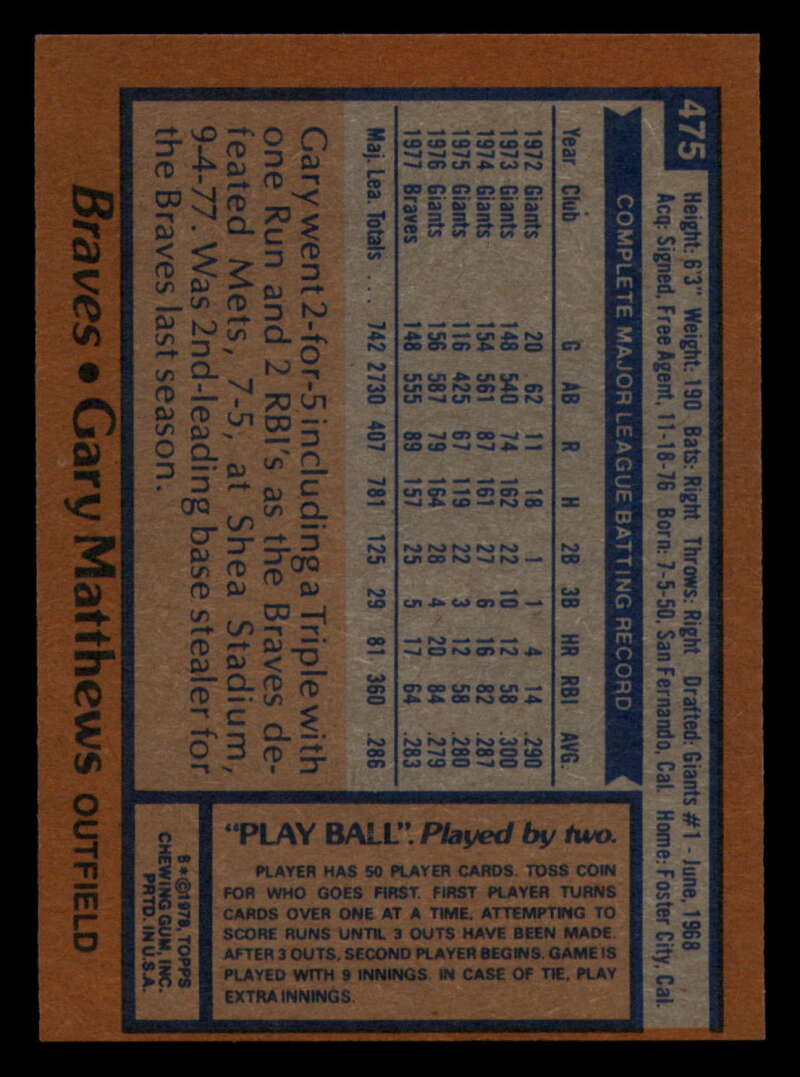 475
Height: 6'3" Weight: 190 Bats: Right Throws: Right Drafted: Giants #1 - June, 1968
Acq: Signed, Free Agent, 11-18-76 Born: 7-5-50, San Fernando, Cal. Home: Foster City, Cal.
COMPLETE MAJOR LEAGUE BATTING RECORD
Year Club G AB R H 2B 3B HR RBI AVG.
1972 Giants 20 62 11 18 1 1 4 14 .290
1973 Giants 148 540 74 162 22 10 12 58 .300
1974 Giants 154 561 87 161 27 6 16 82 .287
1975 Giants 116 425 67 119 22 3 12 58 .280
1976 Giants 156 587 79 164 28 4 20 84 .279
1977 Braves 148 555 89 157 25 5 17 64 .283
Maj. Lea. Totals ... 742 2730 407 781 125 29 81 360 .286
Gary went 2-for-5 including a Triple with
one Run and 2 RBI's as the Braves de-
feated Mets, 7-5, at Shea Stadium,
9-4-77. Was 2nd-leading base stealer for
the Braves last season.
Braves • Gary Matthews OUTFIELD
"PLAY BALL". Played by two.
PLAYER HAS 50 PLAYER CARDS. TOSS COIN
FOR WHO GOES FIRST. FIRST PLAYER TURNS
CARDS OVER ONE AT A TIME, ATTEMPTING TO
SCORE RUNS UNTIL 3 OUTS HAVE BEEN MADE.
AFTER 3 OUTS, SECOND PLAYER BEGINS. GAME IS
PLAYED WITH 9 INNINGS. IN CASE OF TIE, PLAY
EXTRA INNINGS.
8*©1978, TOPPS
CHEWING GUM, INC.
PRTD. IN U.S.A.